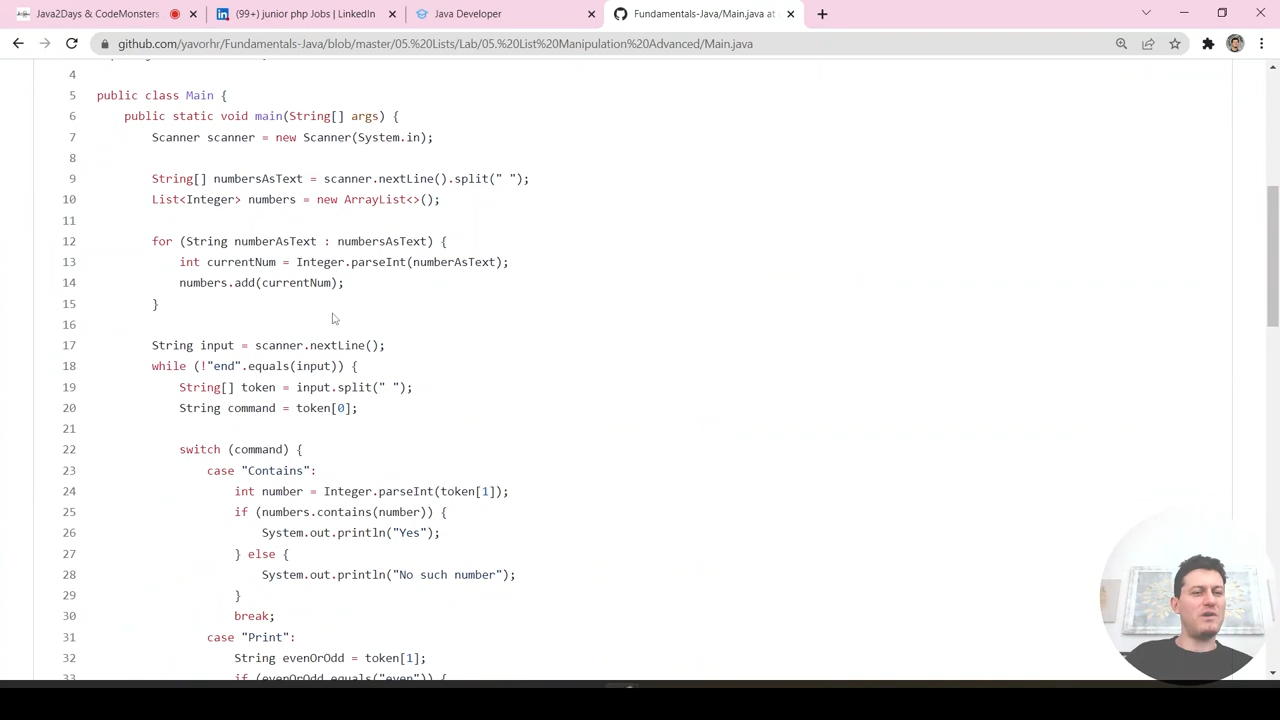 Java2Days & CodeMonsters
(99+) junior php Jobs | LinkedIn
Java Developer
Fundamentals-Java/Main.java at
github.com/yavorhr/Fundamentals-Java/blob/master/05.%20Lists/Lab/05.%20List%20Manipulation%20Advanced/Main.java
4
5 public class Main {
6 public static void main(String[] args) {
7 Scanner scanner = new Scanner(System.in);
8
9 String[] numbersAsText = scanner.nextLine().split(" ");
10 List<Integer> numbers = new ArrayList<>();
11
12 for (String numberAsText : numbersAsText) {
13 int currentNum = Integer.parseInt(numberAsText);
14 numbers.add(currentNum);
15 }
16
17 String input = scanner.nextLine();
18 while (!"end".equals(input)) {
19 String[] token = input.split(" ");
20 String command = token[0];
21
22 switch (command) {
23 case "Contains":
24 int number = Integer.parseInt(token[1]);
25 if (numbers.contains(number)) {
26 System.out.println("Yes");
27 } else {
28 System.out.println("No such number");
29 }
30 break;
31 case "Print":
32 String evenOrOdd = token[1];
33 if (evenOrOdd.equals("even")) {